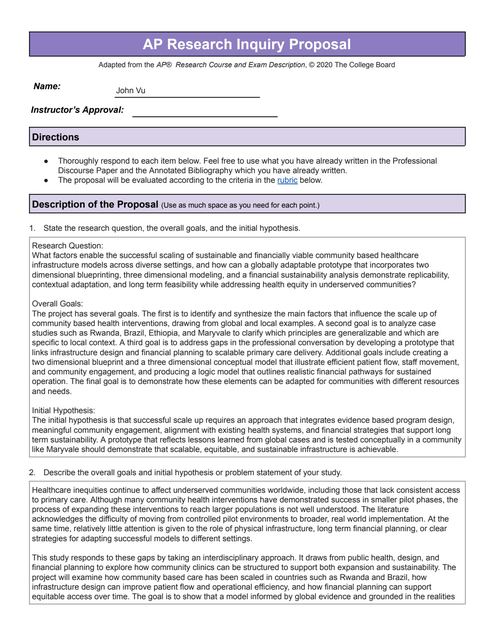 AP Research Inquiry Proposal
Adapted from the AP® Research Course and Exam Description, © 2020 The College Board
Name:
John Vu
Instructor's Approval:
Directions
● Thoroughly respond to each item below. Feel free to use what you have already written in the Professional
Discourse Paper and the Annotated Bibliography which you have already written.
● The proposal will be evaluated according to the criteria in the rubric below.
Description of the Proposal (Use as much space as you need for each point.)
1. State the research question, the overall goals, and the initial hypothesis.
Research Question:
What factors enable the successful scaling of sustainable and financially viable community based healthcare
infrastructure models across diverse settings, and how can a globally adaptable prototype that incorporates two
dimensional blueprinting, three dimensional modeling, and a financial sustainability analysis demonstrate replicability,
contextual adaptation, and long term feasibility while addressing health equity in underserved communities?
Overall Goals:
The project has several goals. The first is to identify and synthesize the main factors that influence the scale up of
community based health interventions, drawing from global and local examples. A second goal is to analyze case
studies such as Rwanda, Brazil, Ethiopia, and Maryvale to clarify which principles are generalizable and which are
specific to local context. A third goal is to address gaps in the professional conversation by developing a prototype that
links infrastructure design and financial planning to scalable primary care delivery. Additional goals include creating a
two dimensional blueprint and a three dimensional conceptual model that illustrate efficient patient flow, staff movement,
and community engagement, and producing a logic model that outlines realistic financial pathways for sustained
operation. The final goal is to demonstrate how these elements can be adapted for communities with different resources
and needs.
Initial Hypothesis:
The initial hypothesis is that successful scale up requires an approach that integrates evidence based program design,
meaningful community engagement, alignment with existing health systems, and financial strategies that support long
term sustainability. A prototype that reflects lessons learned from global cases and is tested conceptually in a community
like Maryvale should demonstrate that scalable, equitable, and sustainable infrastructure is achievable.
2. Describe the overall goals and initial hypothesis or problem statement of your study.
Healthcare inequities continue to affect underserved communities worldwide, including those that lack consistent access
to primary care. Although many community health interventions have demonstrated success in smaller pilot phases, the
process of expanding these interventions to reach larger populations is not well understood. The literature
acknowledges the difficulty of moving from controlled pilot environments to broader, real world implementation. At the
same time, relatively little attention is given to the role of physical infrastructure, long term financial planning, or clear
strategies for adapting successful models to different settings.
This study responds to these gaps by taking an interdisciplinary approach. It draws from public health, design, and
financial planning to explore how community clinics can be structured to support both expansion and sustainability. The
project will examine how community based care has been scaled in countries such as Rwanda and Brazil, how
infrastructure design can improve patient flow and operational efficiency, and how financial planning can support
equitable access over time. The goal is to show that a model informed by global evidence and grounded in the realities